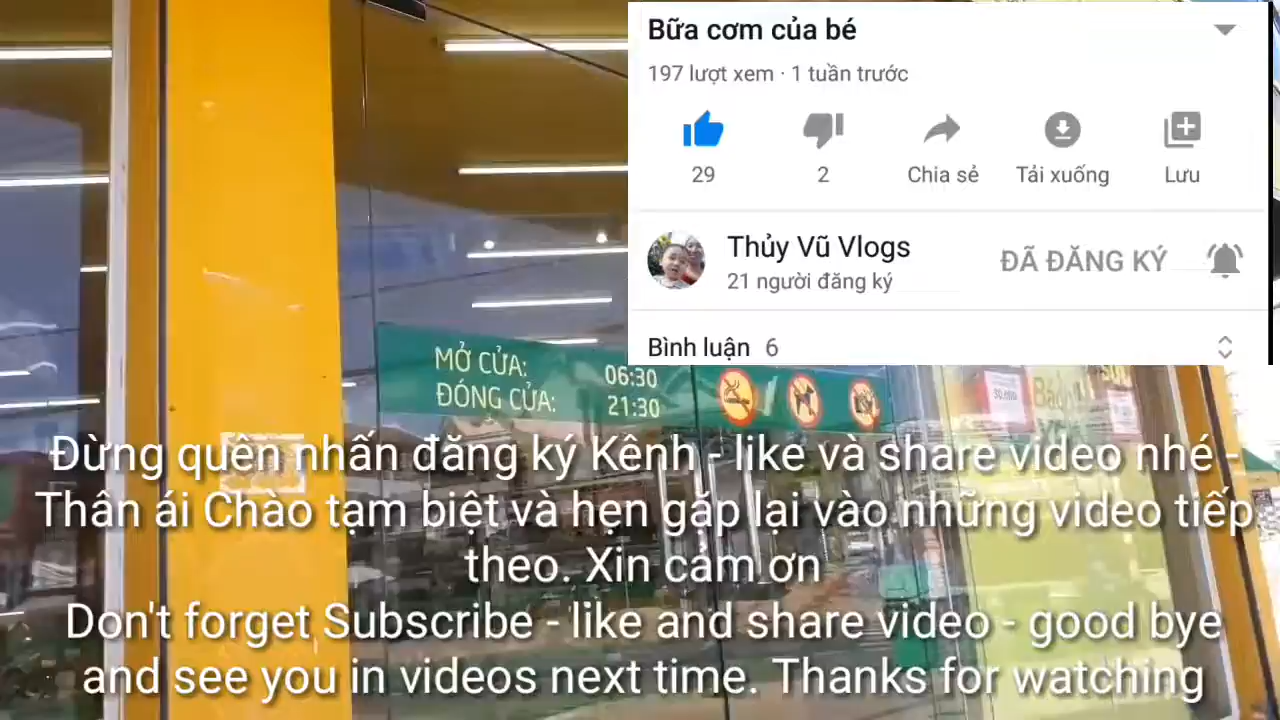 Bữa cơm của bé
197 lượt xem · 1 tuần trước
29
2
Chia sẻ
Tải xuống
Lưu
Thủy Vũ Vlogs
ĐÃ ĐĂNG KÝ
21 người đăng ký
Bình luận 6
MỞ CỬA: 06:30
ĐÓNG CỬA: 21:30
Đừng quên nhấn đăng ký Kênh - like và share video nhé -
Thân ái Chào tạm biệt và hẹn gặp lại vào những video tiếp
theo. Xin cảm ơn
Don't forget Subscribe - like and share video - good bye
and see you in videos next time. Thanks for watching